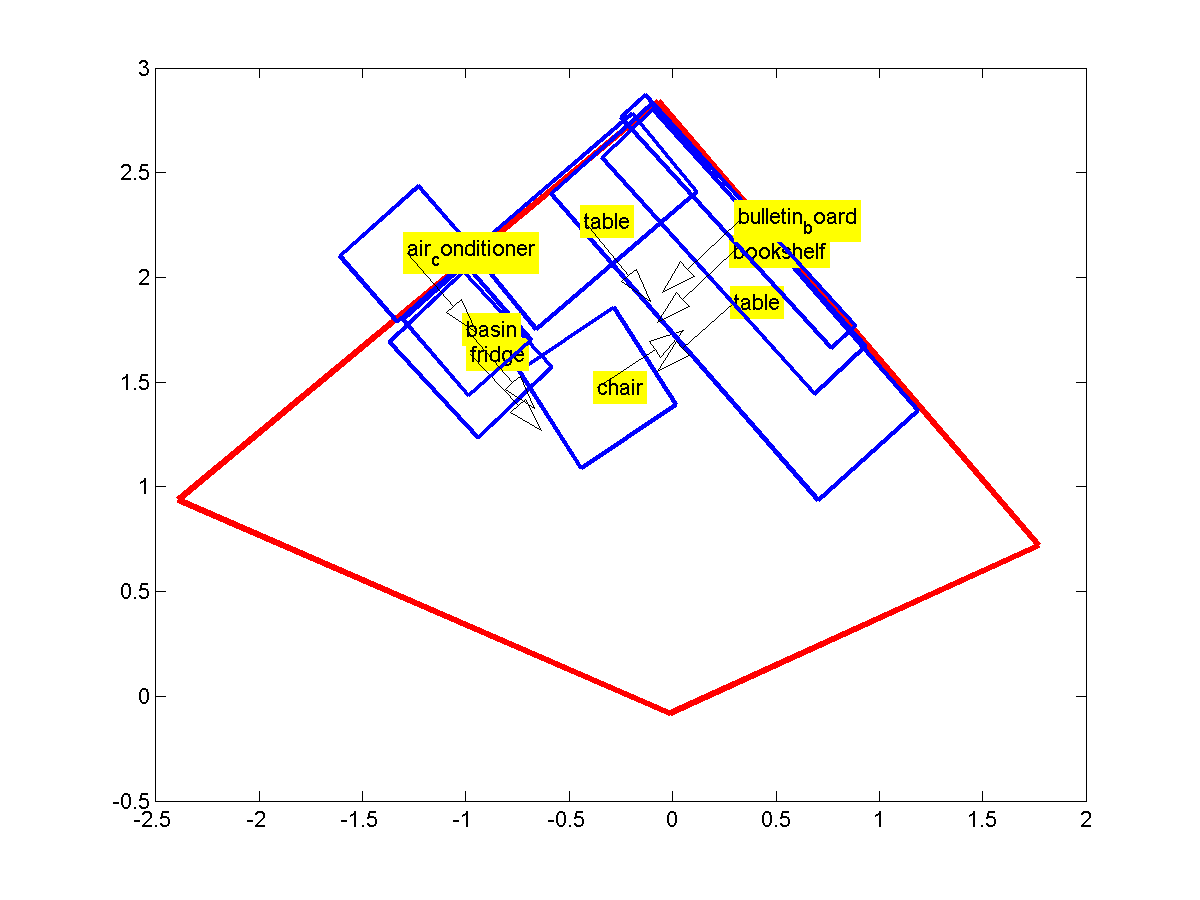 3
2.5
2
1.5
1
0.5
0
-0.5
-2.5 -2 -1.5 -1 -0.5 0 0.5 1 1.5 2
table
bulletin_board
air_conditioner
bookshelf
table
basin
fridge
chair